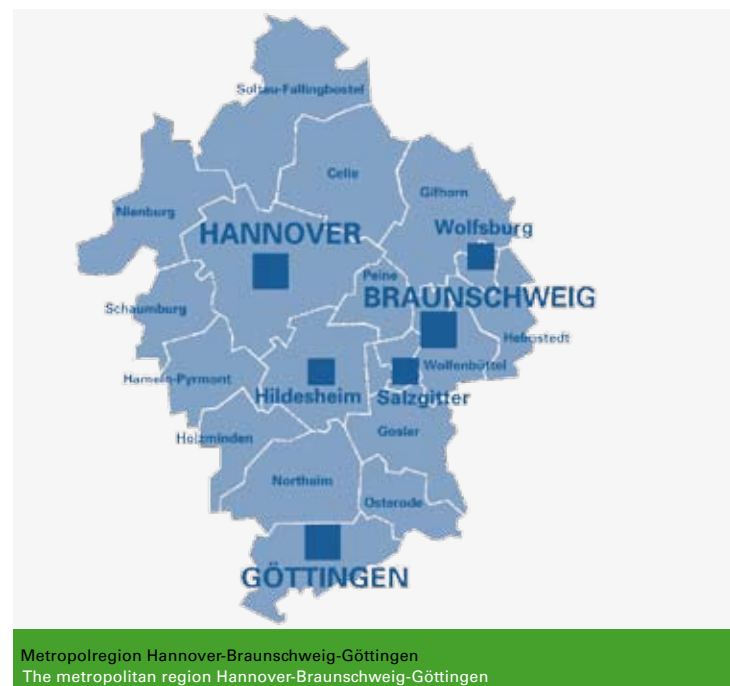 Soltau-Fallingbostel
Celle
Gifhorn
Nienburg
Wolfsburg
HANNOVER
Peine
BRAUNSCHWEIG
Schaumburg
Helmstedt
Wolfenbüttel
Hameln-Pyrmont
Hildesheim
Salzgitter
Goslar
Holzminden
Northeim
Osterode
GÖTTINGEN
Metropolregion Hannover-Braunschweig-Göttingen
The metropolitan region Hannover-Braunschweig-Göttingen